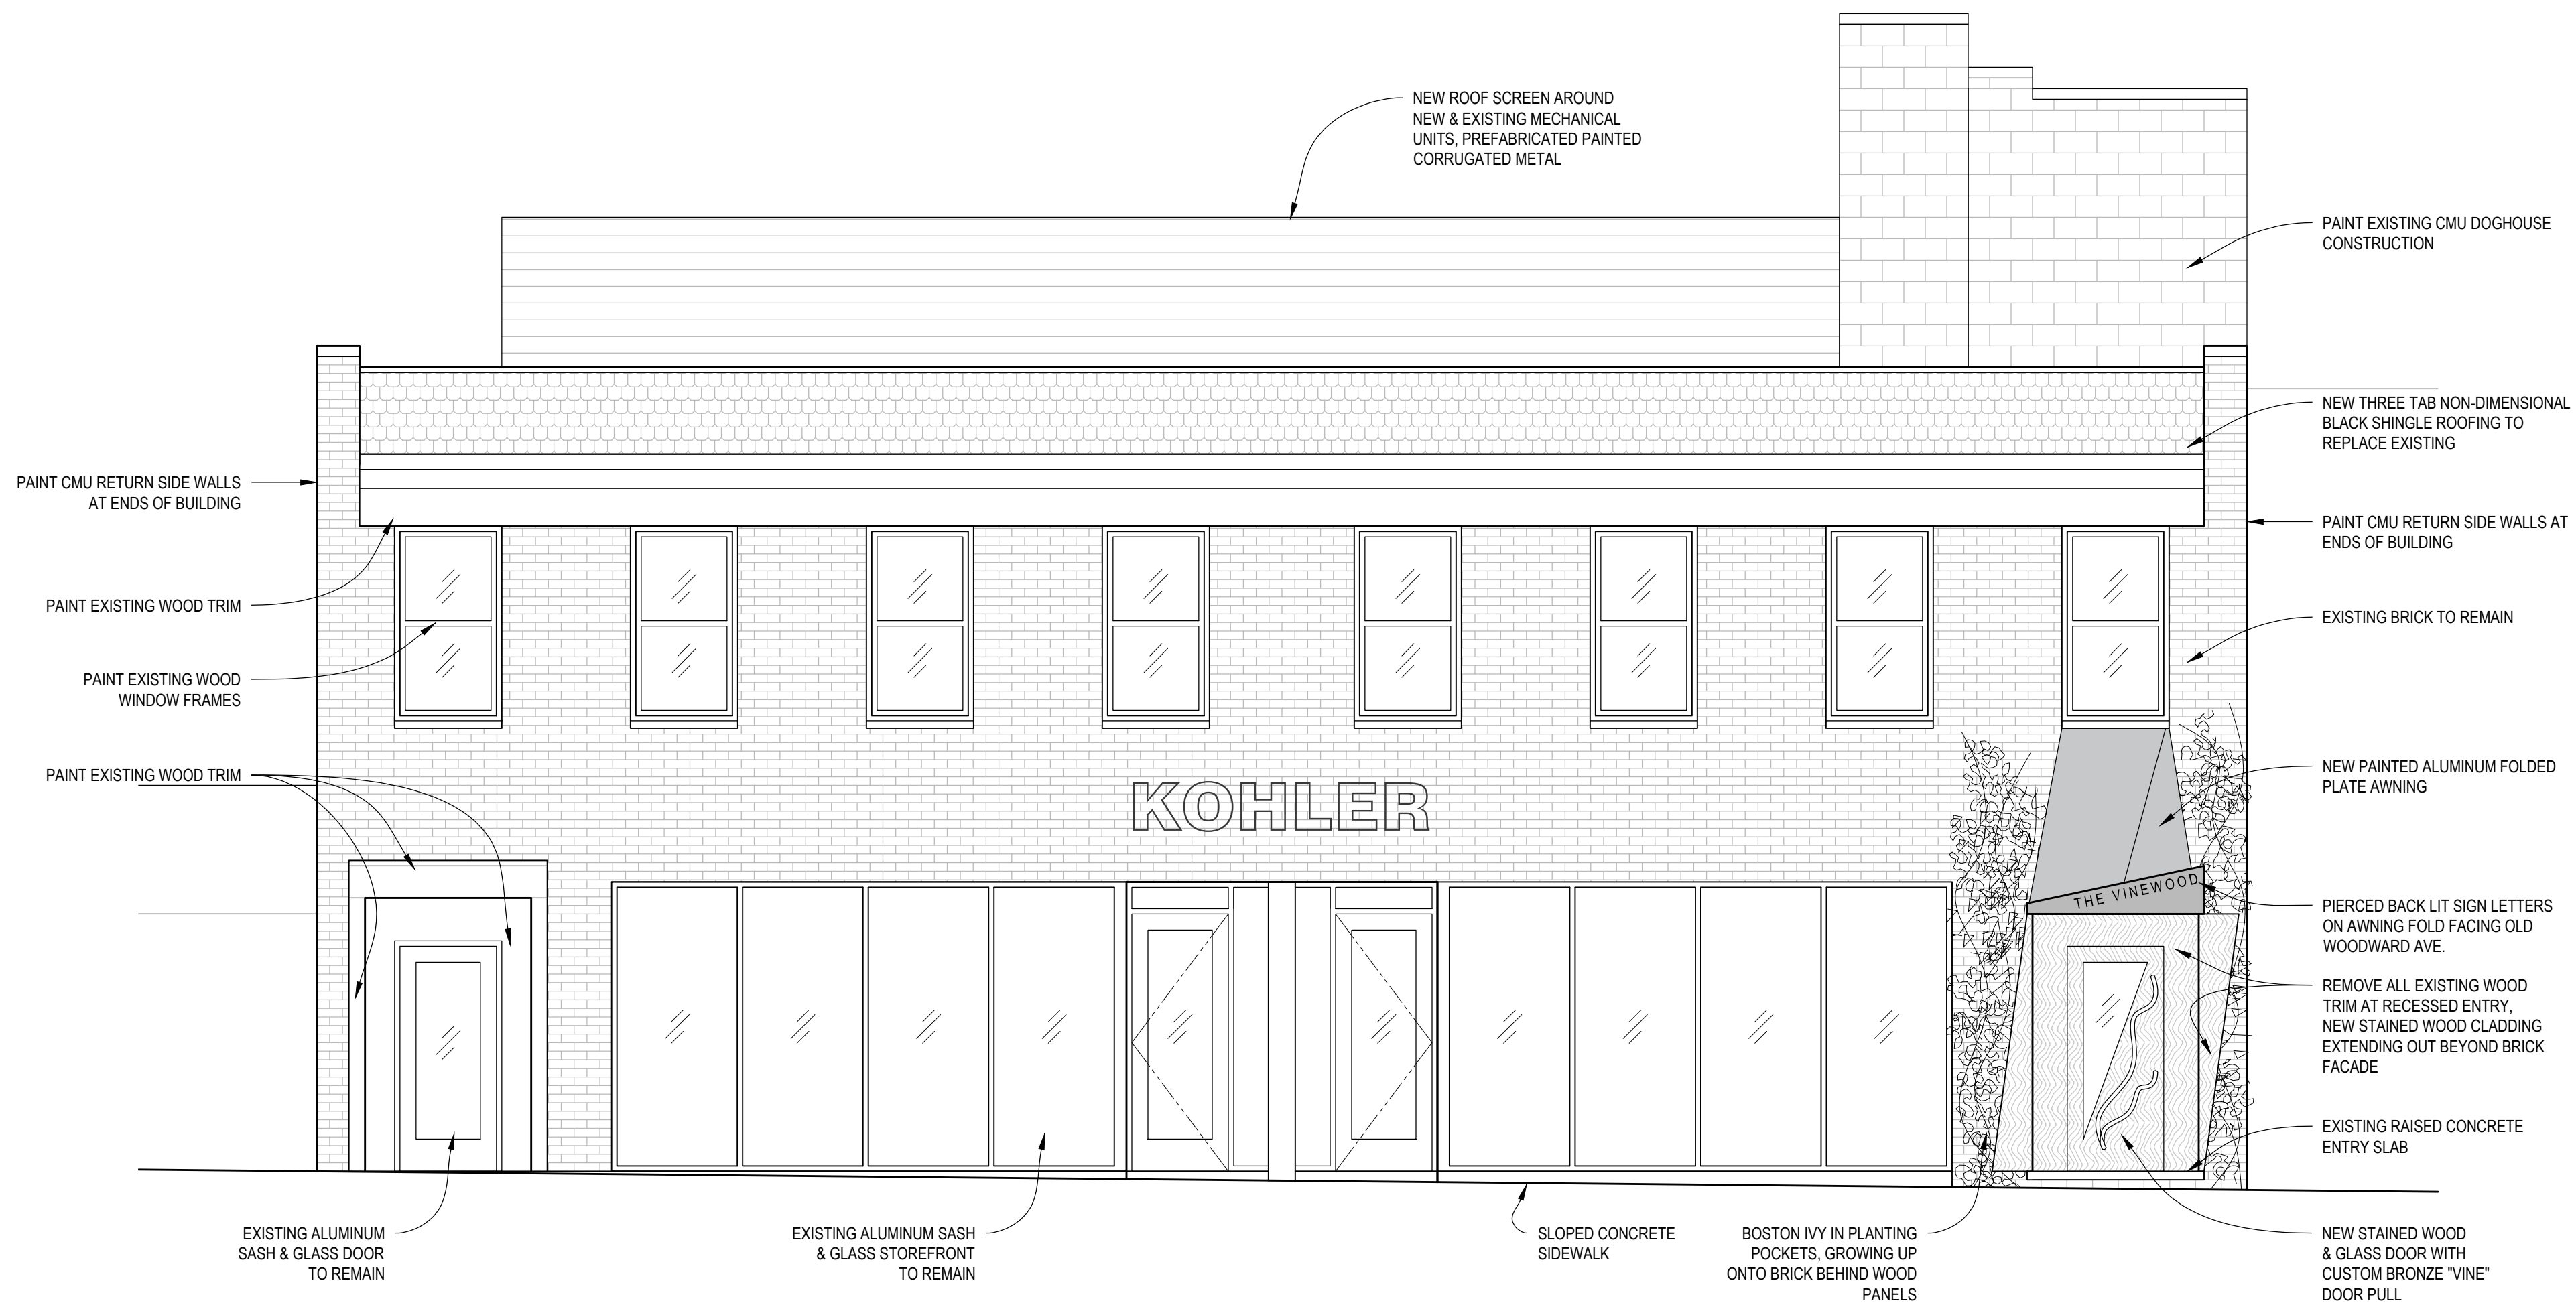 NEW ROOF SCREEN AROUND
NEW & EXISTING MECHANICAL
UNITS, PREFABRICATED PAINTED
CORRUGATED METAL
PAINT EXISTING CMU DOGHOUSE
CONSTRUCTION
NEW THREE TAB NON-DIMENSIONAL
BLACK SHINGLE ROOFING TO
REPLACE EXISTING
PAINT CMU RETURN SIDE WALLS
AT ENDS OF BUILDING
PAINT CMU RETURN SIDE WALLS AT
ENDS OF BUILDING
PAINT EXISTING WOOD TRIM
EXISTING BRICK TO REMAIN
PAINT EXISTING WOOD
WINDOW FRAMES
PAINT EXISTING WOOD TRIM
KOHLER
NEW PAINTED ALUMINUM FOLDED
PLATE AWNING
THE VINEWOOD
PIERCED BACK LIT SIGN LETTERS
ON AWNING FOLD FACING OLD
WOODWARD AVE.
REMOVE ALL EXISTING WOOD
TRIM AT RECESSED ENTRY,
NEW STAINED WOOD CLADDING
EXTENDING OUT BEYOND BRICK
FACADE
EXISTING RAISED CONCRETE
ENTRY SLAB
EXISTING ALUMINUM
SASH & GLASS DOOR
TO REMAIN
EXISTING ALUMINUM SASH
& GLASS STOREFRONT
TO REMAIN
SLOPED CONCRETE
SIDEWALK
BOSTON IVY IN PLANTING
POCKETS, GROWING UP
ONTO BRICK BEHIND WOOD
PANELS
NEW STAINED WOOD
& GLASS DOOR WITH
CUSTOM BRONZE "VINE"
DOOR PULL